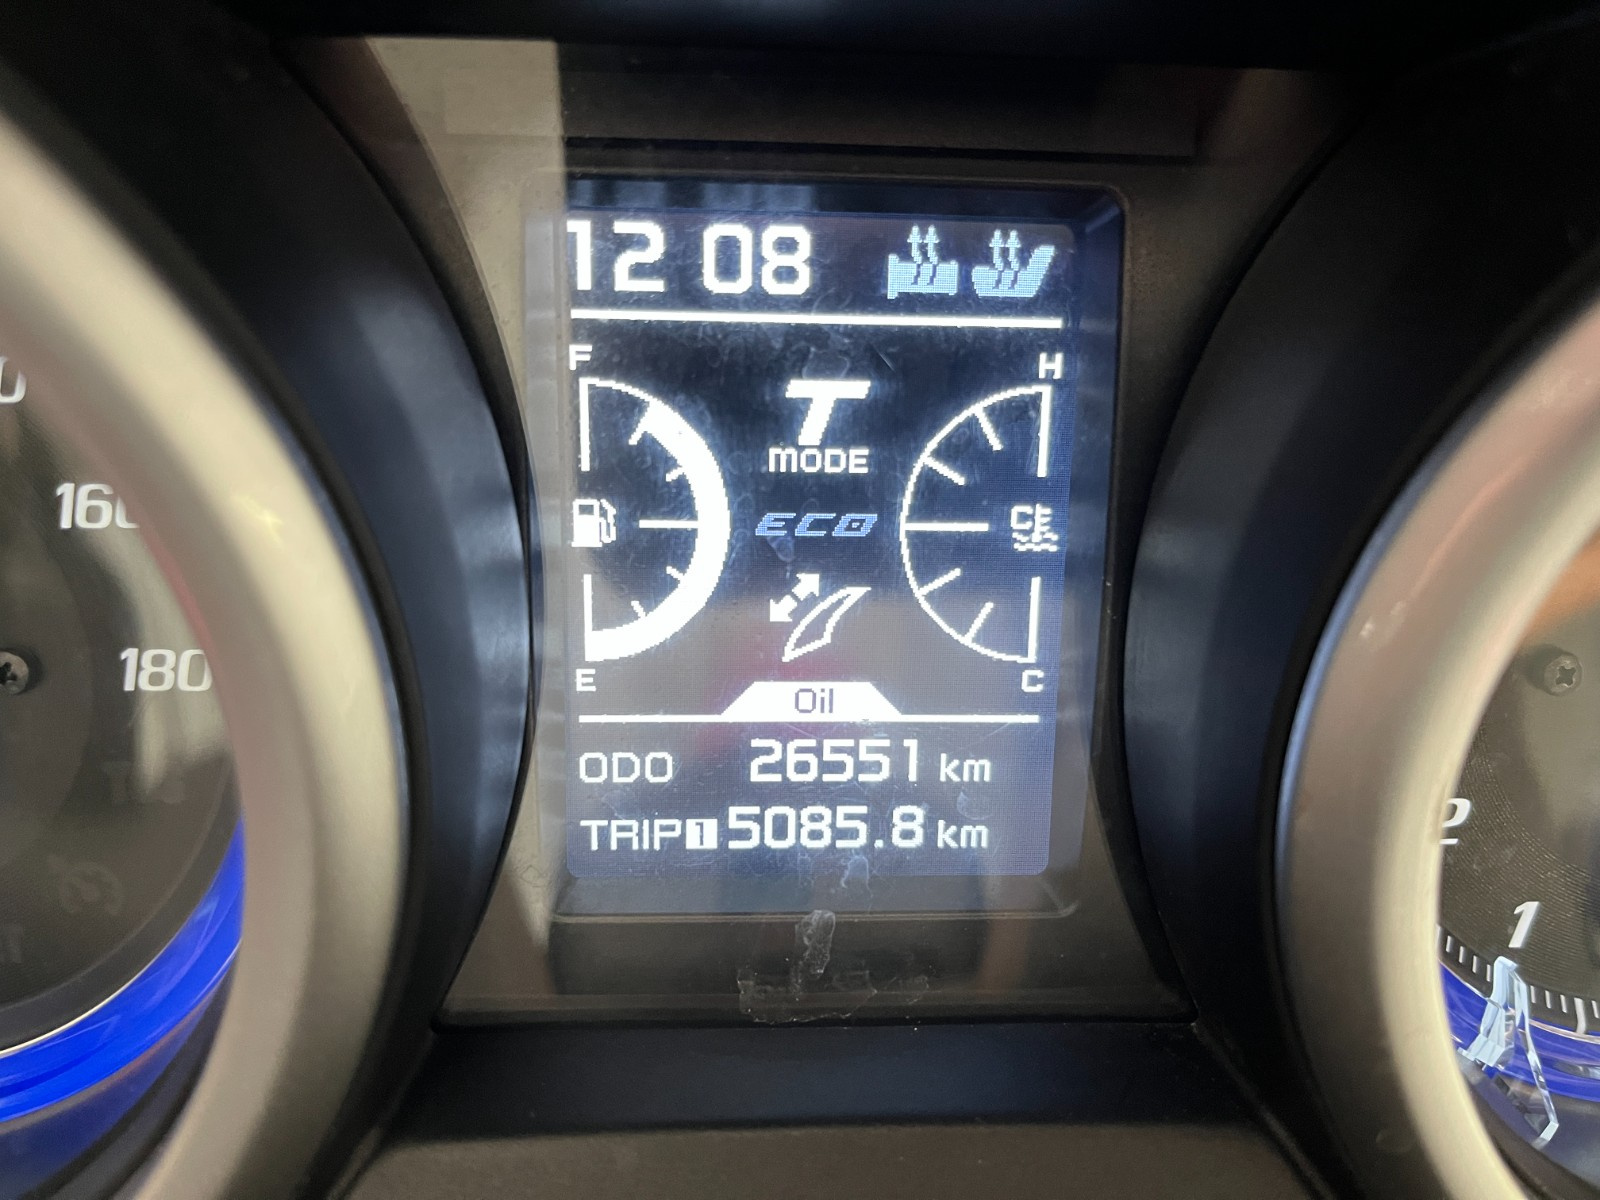 12 08
F
H
T
MODE
ECO
E
C
Oil
ODO 26551 km
TRIP 1 5085.8 km
160
180
2
1